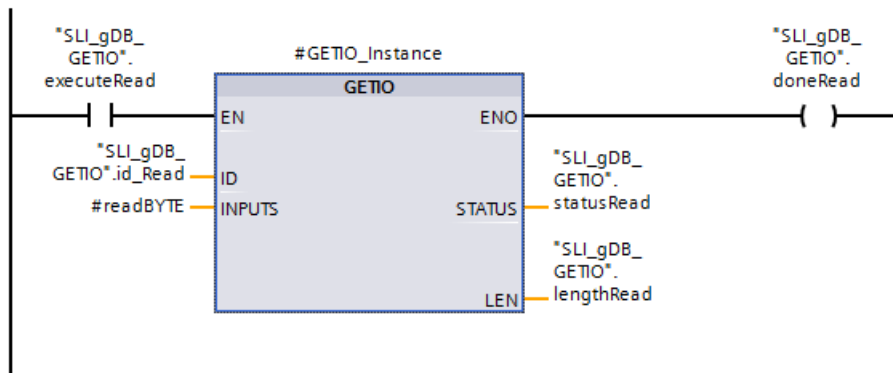 "SLI_gDB_
GETIO".
executeRead
#GETIO_Instance
"SLI_gDB_
GETIO".
doneRead
GETIO
EN
ENO
"SLI_gDB_
GETIO".id_Read
ID
#readBYTE
INPUTS
STATUS
"SLI_gDB_
GETIO".
statusRead
LEN
"SLI_gDB_
GETIO".
lengthRead